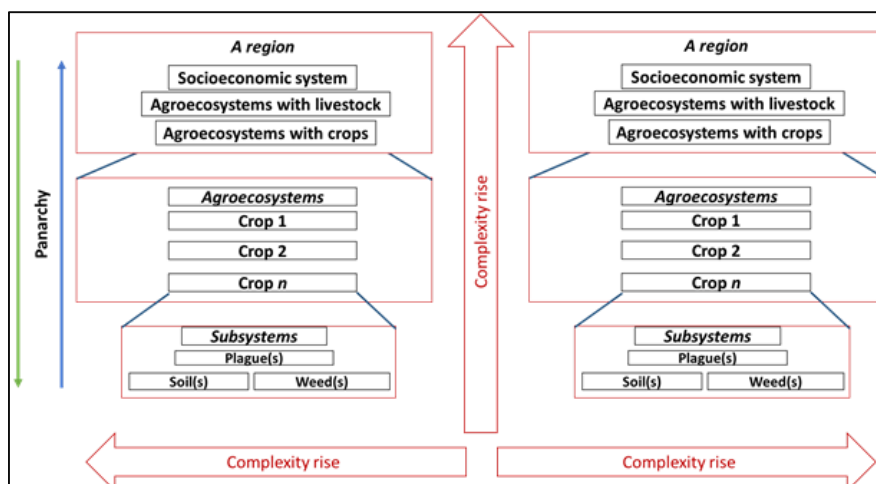 Panarchy
A region
Socioeconomic system
Agroecosystems with livestock
Agroecosystems with crops
Agroecosystems
Crop 1
Crop 2
Crop n
Subsystems
Plague(s)
Soil(s) Weed(s)
Complexity rise
A region
Socioeconomic system
Agroecosystems with livestock
Agroecosystems with crops
Agroecosystems
Crop 1
Crop 2
Crop n
Subsystems
Plague(s)
Soil(s) Weed(s)
Complexity rise
Complexity rise